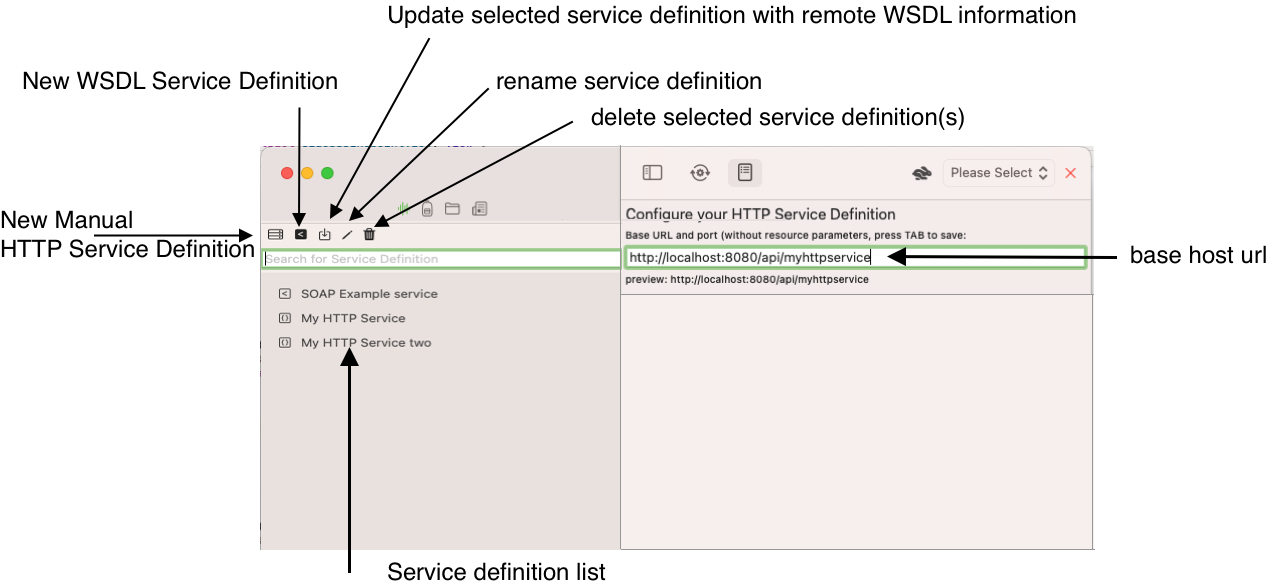 Update selected service definition with remote WSDL information
New WSDL Service Definition
rename service definition
delete selected service definition(s)
New Manual
HTTP Service Definition
Please Select
Configure your HTTP Service Definition
Base URL and port (without resource parameters, press TAB to save:
Search for Service Definition
http://localhost:8080/api/myhttpservice
base host url
preview: http://localhost:8080/api/myhttpservice
SOAP Example service
My HTTP Service
My HTTP Service two
Service definition list